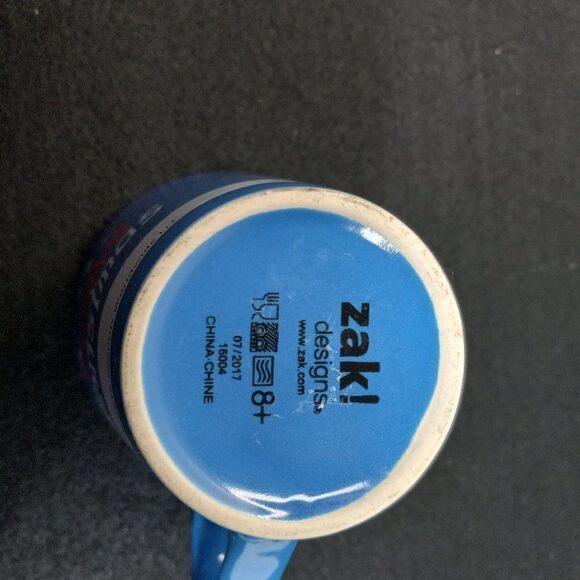 zak!
designs®
www.zak.com
8+
07/2017
16004
CHINA·CHINE